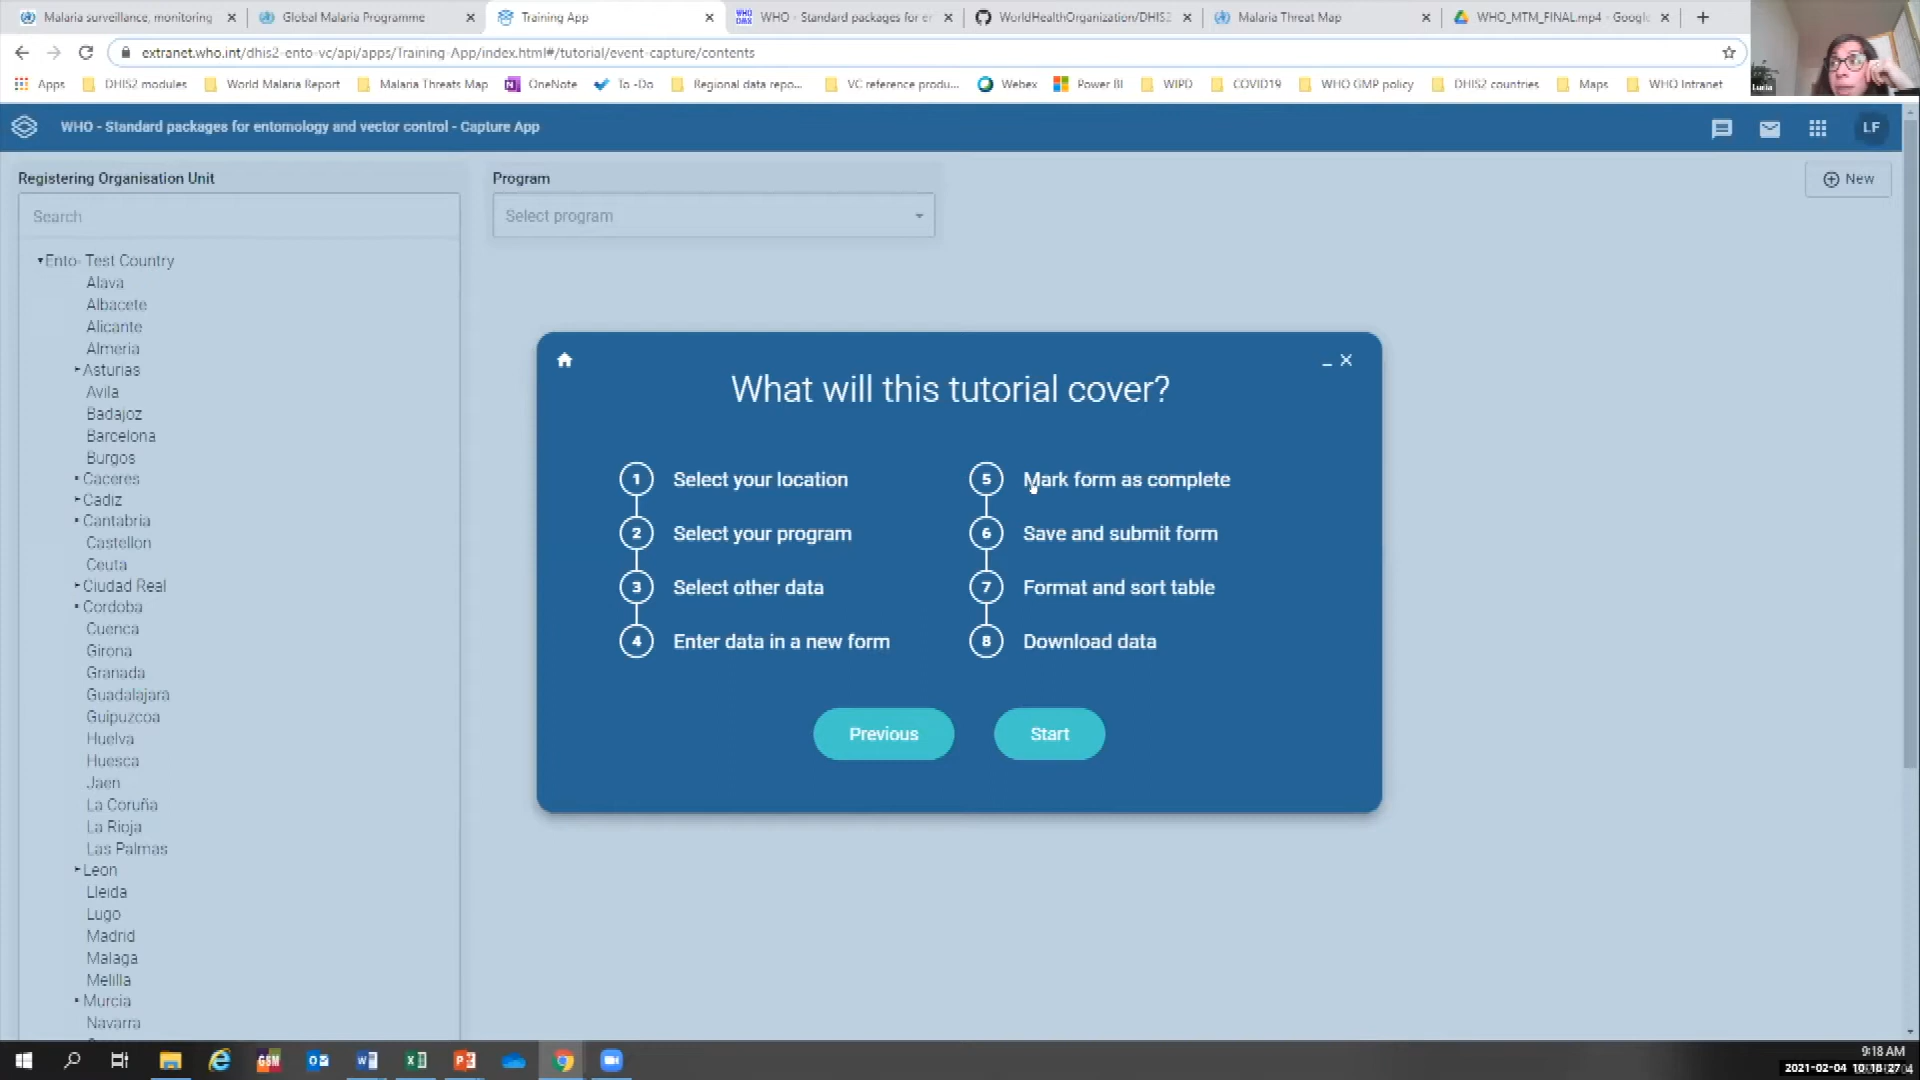 Malaria surveillance, monitoring
Global Malaria Programme
Training App
WHO - Standard packages for e
WorldHealthOrganization/DHIS2
Malaria Threat Map
WHO_MTM_FINAL.mp4 - Google
extranet.who.int/dhis2-ento-vc/api/apps/Training-App/index.html#/tutorial/event-capture/contents
Apps
DHIS2 modules
World Malaria Report
Malaria Threats Map
OneNote
To -Do
Regional data repo...
VC reference produ...
Webex
Power BI
WIPD
COVID19
WHO GMP policy
DHIS2 countries
Maps
WHO Intranet
WHO - Standard packages for entomology and vector control - Capture App
LF
Registering Organisation Unit
Search
Program
Select program
New
Ento- Test Country
Alava
Albacete
Alicante
Almeria
Asturias
Avila
Badajoz
Barcelona
Burgos
Caceres
Cadiz
Cantabria
Castellon
Ceuta
Ciudad Real
Cordoba
Cuenca
Girona
Granada
Guadalajara
Guipuzcoa
Huelva
Huesca
Jaen
La Coruña
La Rioja
Las Palmas
Leon
Lleida
Lugo
Madrid
Malaga
Melilla
Murcia
Navarra
What will this tutorial cover?
1 Select your location
2 Select your program
3 Select other data
4 Enter data in a new form
5 Mark form as complete
6 Save and submit form
7 Format and sort table
8 Download data
Previous
Start
GSM
9:18 AM